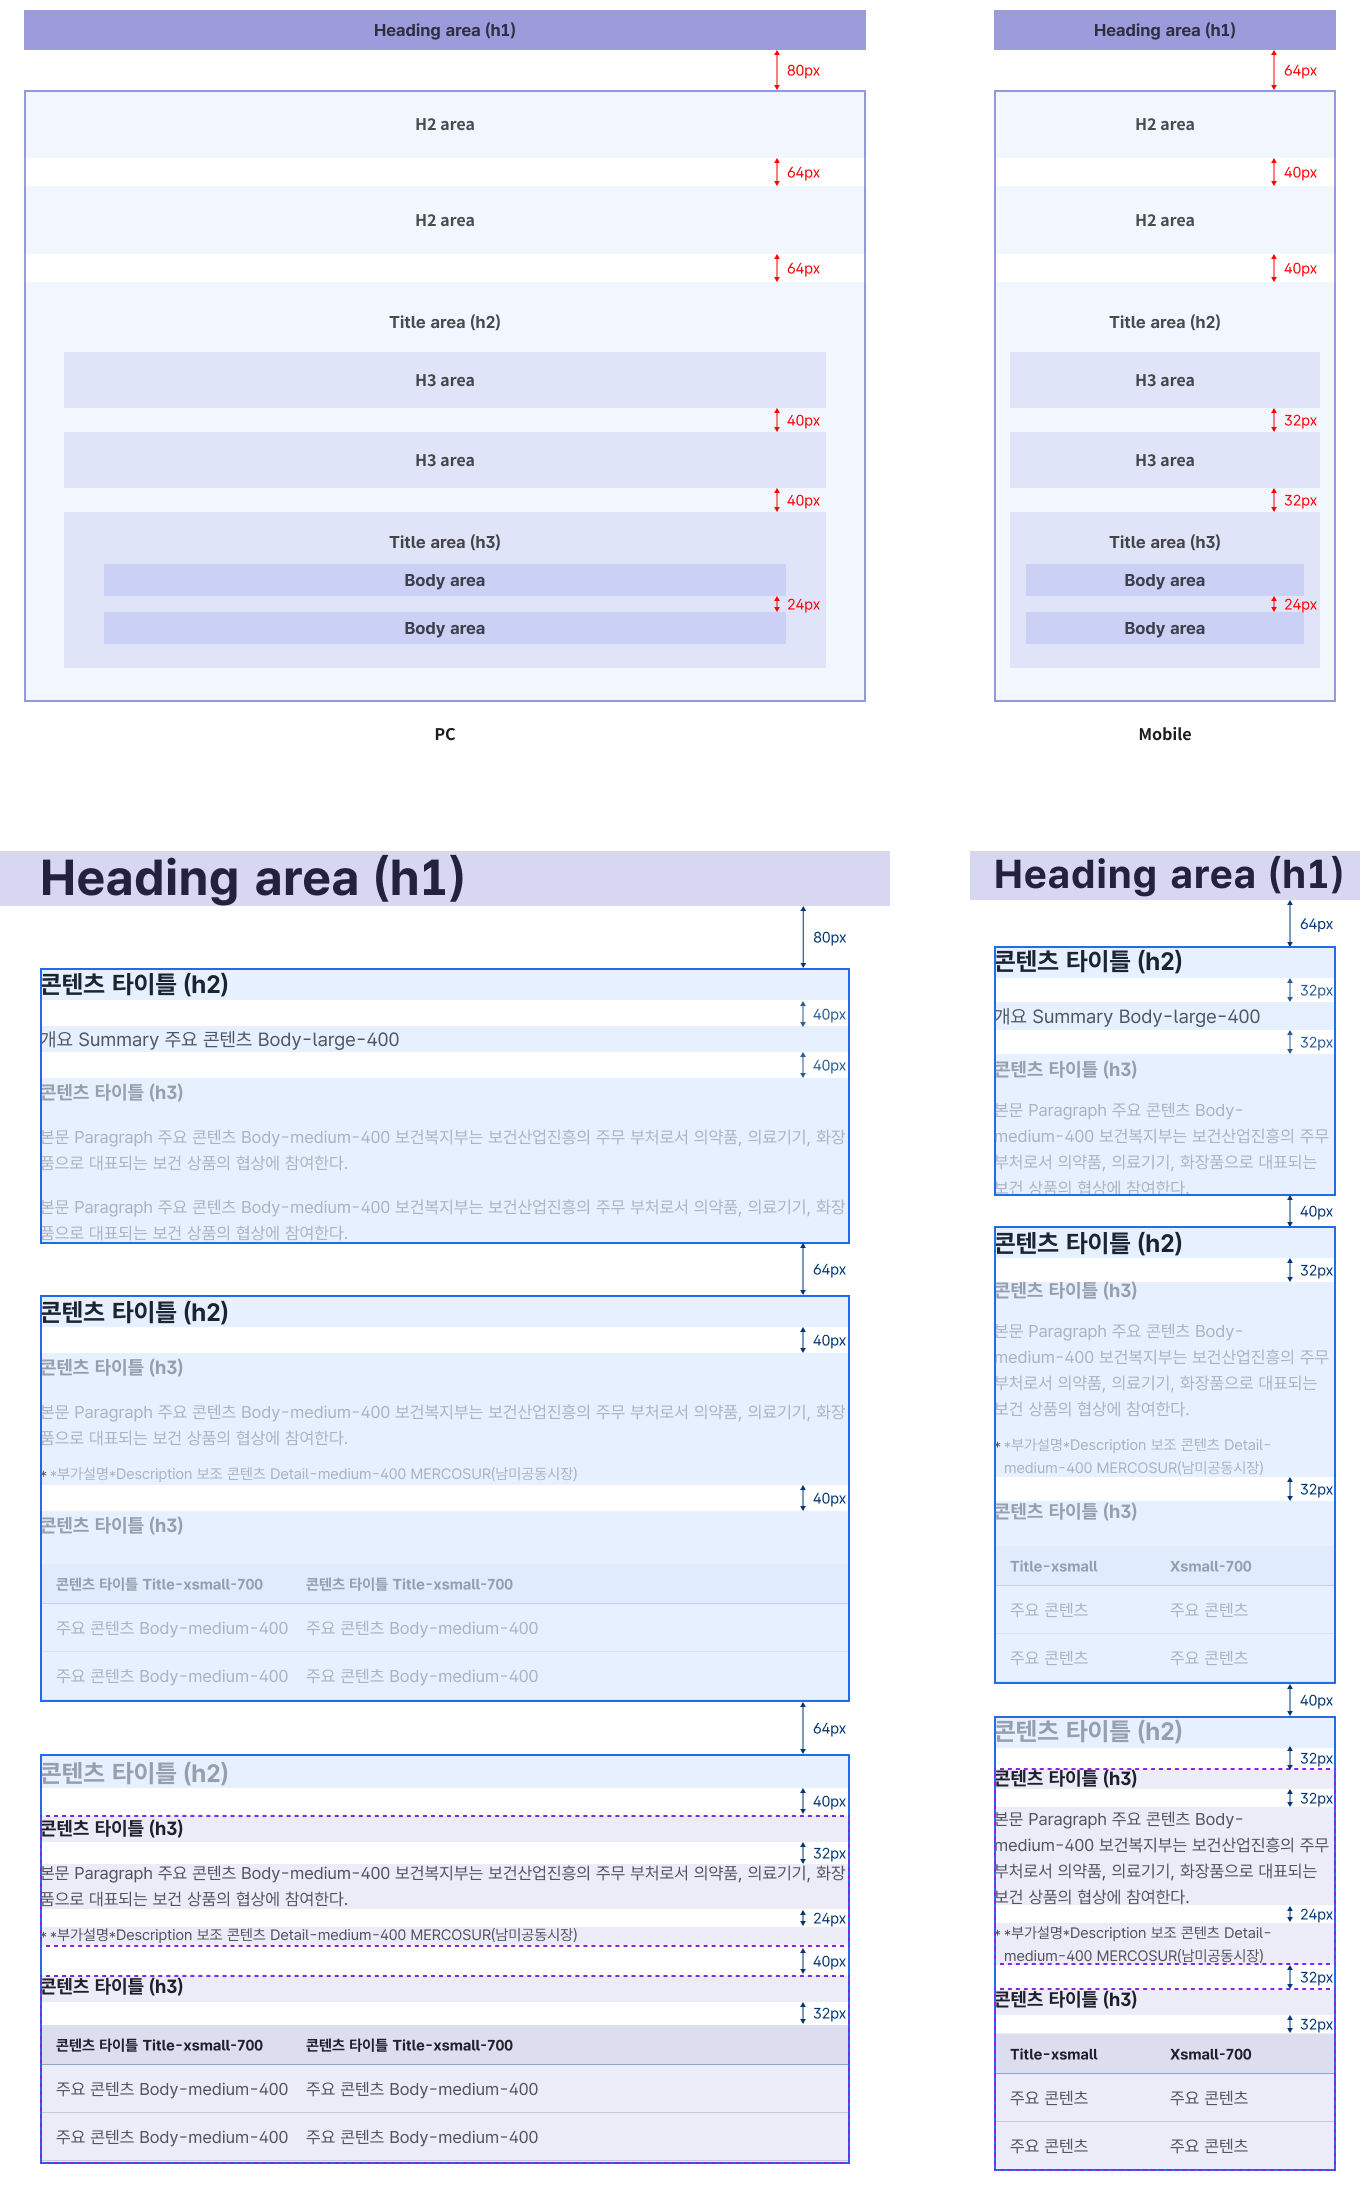 Heading area (h1)
80px
H2 area
64px
H2 area
64px
Title area (h2)
H3 area
40px
H3 area
40px
Title area (h3)
Body area
24px
Body area
PC
Heading area (h1)
64px
H2 area
40px
H2 area
40px
Title area (h2)
H3 area
32px
H3 area
32px
Title area (h3)
Body area
24px
Body area
Mobile
Heading area (h1)
80px
콘텐츠 타이틀 (h2)
40px
개요 Summary 주요 콘텐츠 Body-large-400
40px
콘텐츠 타이틀 (h3)
본문 Paragraph 주요 콘텐츠 Body-medium-400 보건복지부는 보건산업진흥의 주무 부처로서 의약품, 의료기기, 화장
품으로 대표되는 보건 상품의 협상에 참여한다.
본문 Paragraph 주요 콘텐츠 Body-medium-400 보건복지부는 보건산업진흥의 주무 부처로서 의약품, 의료기기, 화장
품으로 대표되는 보건 상품의 협상에 참여한다.
64px
콘텐츠 타이틀 (h2)
40px
콘텐츠 타이틀 (h3)
본문 Paragraph 주요 콘텐츠 Body-medium-400 보건복지부는 보건산업진흥의 주무 부처로서 의약품, 의료기기, 화장
품으로 대표되는 보건 상품의 협상에 참여한다.
* *부가설명*Description 보조 콘텐츠 Detail-medium-400 MERCOSUR(남미공동시장)
40px
콘텐츠 타이틀 (h3)
콘텐츠 타이틀 Title-xsmall-700 콘텐츠 타이틀 Title-xsmall-700
주요 콘텐츠 Body-medium-400 주요 콘텐츠 Body-medium-400
주요 콘텐츠 Body-medium-400 주요 콘텐츠 Body-medium-400
64px
콘텐츠 타이틀 (h2)
40px
콘텐츠 타이틀 (h3)
32px
본문 Paragraph 주요 콘텐츠 Body-medium-400 보건복지부는 보건산업진흥의 주무 부처로서 의약품, 의료기기, 화장
품으로 대표되는 보건 상품의 협상에 참여한다.
24px
* *부가설명*Description 보조 콘텐츠 Detail-medium-400 MERCOSUR(남미공동시장)
40px
콘텐츠 타이틀 (h3)
32px
콘텐츠 타이틀 Title-xsmall-700 콘텐츠 타이틀 Title-xsmall-700
주요 콘텐츠 Body-medium-400 주요 콘텐츠 Body-medium-400
주요 콘텐츠 Body-medium-400 주요 콘텐츠 Body-medium-400
Heading area (h1)
64px
콘텐츠 타이틀 (h2)
32px
개요 Summary Body-large-400
32px
콘텐츠 타이틀 (h3)
본문 Paragraph 주요 콘텐츠 Body-
medium-400 보건복지부는 보건산업진흥의 주무
부처로서 의약품, 의료기기, 화장품으로 대표되는
보건 상품의 협상에 참여한다.
40px
콘텐츠 타이틀 (h2)
32px
콘텐츠 타이틀 (h3)
본문 Paragraph 주요 콘텐츠 Body-
medium-400 보건복지부는 보건산업진흥의 주무
부처로서 의약품, 의료기기, 화장품으로 대표되는
보건 상품의 협상에 참여한다.
* *부가설명*Description 보조 콘텐츠 Detail-
medium-400 MERCOSUR(남미공동시장)
32px
콘텐츠 타이틀 (h3)
Title-xsmall Xsmall-700
주요 콘텐츠 주요 콘텐츠
주요 콘텐츠 주요 콘텐츠
40px
콘텐츠 타이틀 (h2)
32px
콘텐츠 타이틀 (h3)
32px
본문 Paragraph 주요 콘텐츠 Body-
medium-400 보건복지부는 보건산업진흥의 주무
부처로서 의약품, 의료기기, 화장품으로 대표되는
보건 상품의 협상에 참여한다.
24px
* *부가설명*Description 보조 콘텐츠 Detail-
medium-400 MERCOSUR(남미공동시장)
32px
콘텐츠 타이틀 (h3)
32px
Title-xsmall Xsmall-700
주요 콘텐츠 주요 콘텐츠
주요 콘텐츠 주요 콘텐츠